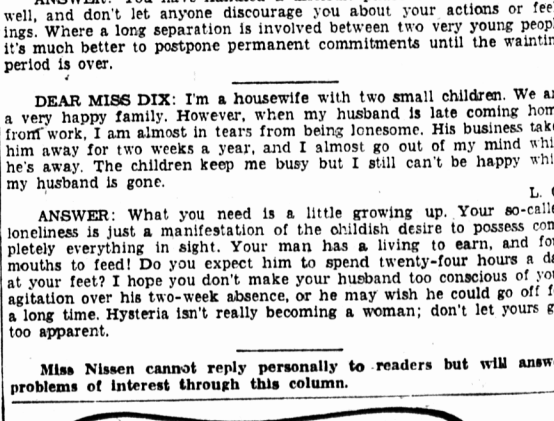 well, and don't let anyone discourage you about your actions or feel
ings. Where a long separation is involved between two very young peop
it's much better to postpone permanent commitments until the waitin
period is over.
DEAR MISS DIX: I'm a housewife with two small children. We a
a very happy family. However, when my husband is late coming hom
from work, I am almost in tears from being lonesome. His business take
him away for two weeks a year, and I almost go out of my mind whi
he's away. The children keep me busy but I still can't be happy whi
my husband is gone.
L.
ANSWER: What you need is a little growing up. Your so-calle
loneliness is just a manifestation of the childish desire to possess com
pletely everything in sight. Your man has a living to earn, and fo
mouths to feed! Do you expect him to spend twenty-four hours a da
at your feet? I hope you don't make your husband too conscious of yo
agitation over his two-week absence, or he may wish he could go off f
a long time. Hysteria isn't really becoming a woman; don't let yours g
too apparent.
Miss Nissen cannot reply personally to readers but will answ
problems of interest through this column.